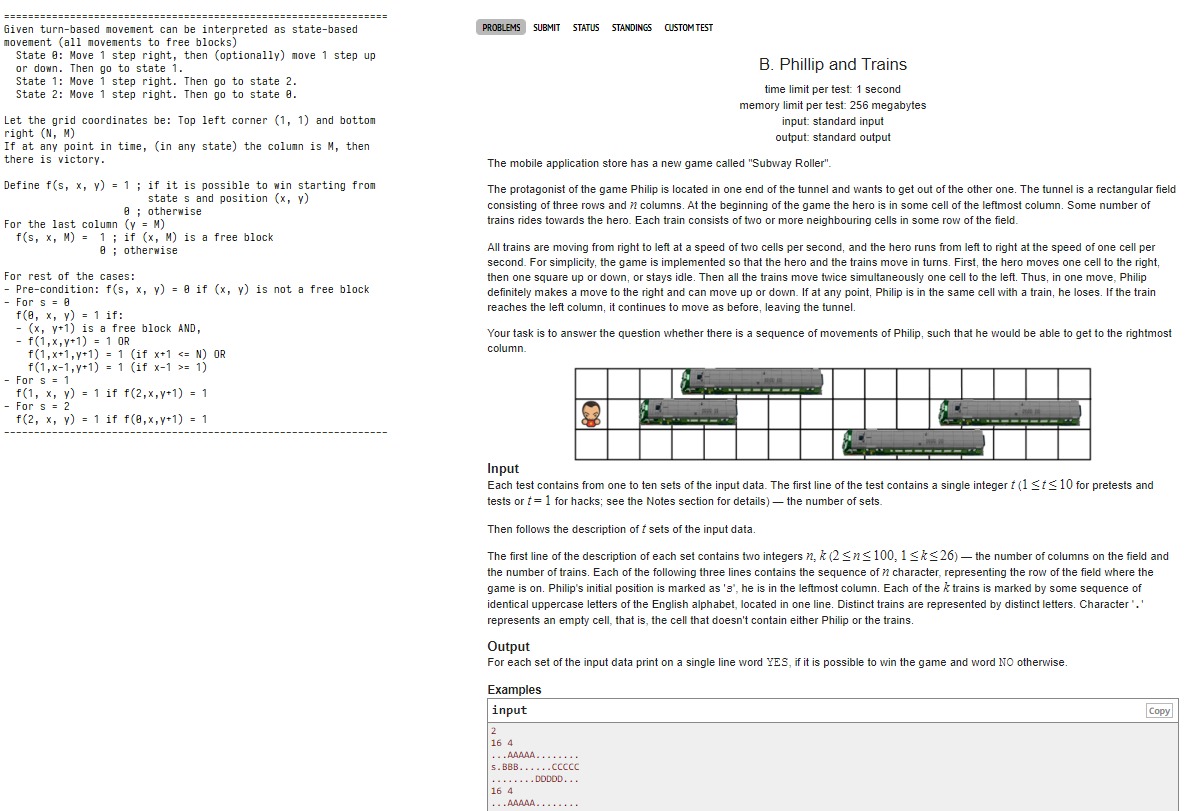 ================================================================
Given turn-based movement can be interpreted as state-based
movement (all movements to free blocks)
State 0: Move 1 step right, then (optionally) move 1 step up
or down. Then go to state 1.
State 1: Move 1 step right. Then go to state 2.
State 2: Move 1 step right. Then go to state 0.
Let the grid coordinates be: Top left corner (1, 1) and bottom
right (N, M)
If at any point in time, (in any state) the column is M, then
there is victory.
Define f(s, x, y) = 1 ; if it is possible to win starting from
state s and position (x, y)
0 ; otherwise
For the last column (y = M)
f(s, x, M) = 1 ; if (x, M) is a free block
0 ; otherwise
For rest of the cases:
- Pre-condition: f(s, x, y) = 0 if (x, y) is not a free block
- For s = 0
f(0, x, y) = 1 if:
- (x, y+1) is a free block AND,
- f(1,x,y+1) = 1 OR
f(1,x+1,y+1) = 1 (if x+1 <= N) OR
f(1,x-1,y+1) = 1 (if x-1 >= 1)
- For s = 1
f(1, x, y) = 1 if f(2,x,y+1) = 1
- For s = 2
f(2, x, y) = 1 if f(0,x,y+1) = 1
----------------------------------------------------------------
PROBLEMS SUBMIT STATUS STANDINGS CUSTOM TEST
B. Phillip and Trains
time limit per test: 1 second
memory limit per test: 256 megabytes
input: standard input
output: standard output
The mobile application store has a new game called "Subway Roller".
The protagonist of the game Philip is located in one end of the tunnel and wants to get out of the other one. The tunnel is a rectangular field
consisting of three rows and n columns. At the beginning of the game the hero is in some cell of the leftmost column. Some number of
trains rides towards the hero. Each train consists of two or more neighbouring cells in some row of the field.
All trains are moving from right to left at a speed of two cells per second, and the hero runs from left to right at the speed of one cell per
second. For simplicity, the game is implemented so that the hero and the trains move in turns. First, the hero moves one cell to the right,
then one square up or down, or stays idle. Then all the trains move twice simultaneously one cell to the left. Thus, in one move, Philip
definitely makes a move to the right and can move up or down. If at any point, Philip is in the same cell with a train, he loses. If the train
reaches the left column, it continues to move as before, leaving the tunnel.
Your task is to answer the question whether there is a sequence of movements of Philip, such that he would be able to get to the rightmost
column.
Input
Each test contains from one to ten sets of the input data. The first line of the test contains a single integer t (1 ≤ t ≤ 10 for pretests and
tests or t = 1 for hacks; see the Notes section for details) — the number of sets.
Then follows the description of t sets of the input data.
The first line of the description of each set contains two integers n, k (2 ≤ n ≤ 100, 1 ≤ k ≤ 26) — the number of columns on the field and
the number of trains. Each of the following three lines contains the sequence of n character, representing the row of the field where the
game is on. Philip's initial position is marked as 's', he is in the leftmost column. Each of the k trains is marked by some sequence of
identical uppercase letters of the English alphabet, located in one line. Distinct trains are represented by distinct letters. Character '.'
represents an empty cell, that is, the cell that doesn't contain either Philip or the trains.
Output
For each set of the input data print on a single line word YES, if it is possible to win the game and word NO otherwise.
Examples
input
Copy
2
16 4
...AAAAA........
s.BBB......CCCCC
........DDDDD...
16 4
...AAAAA........